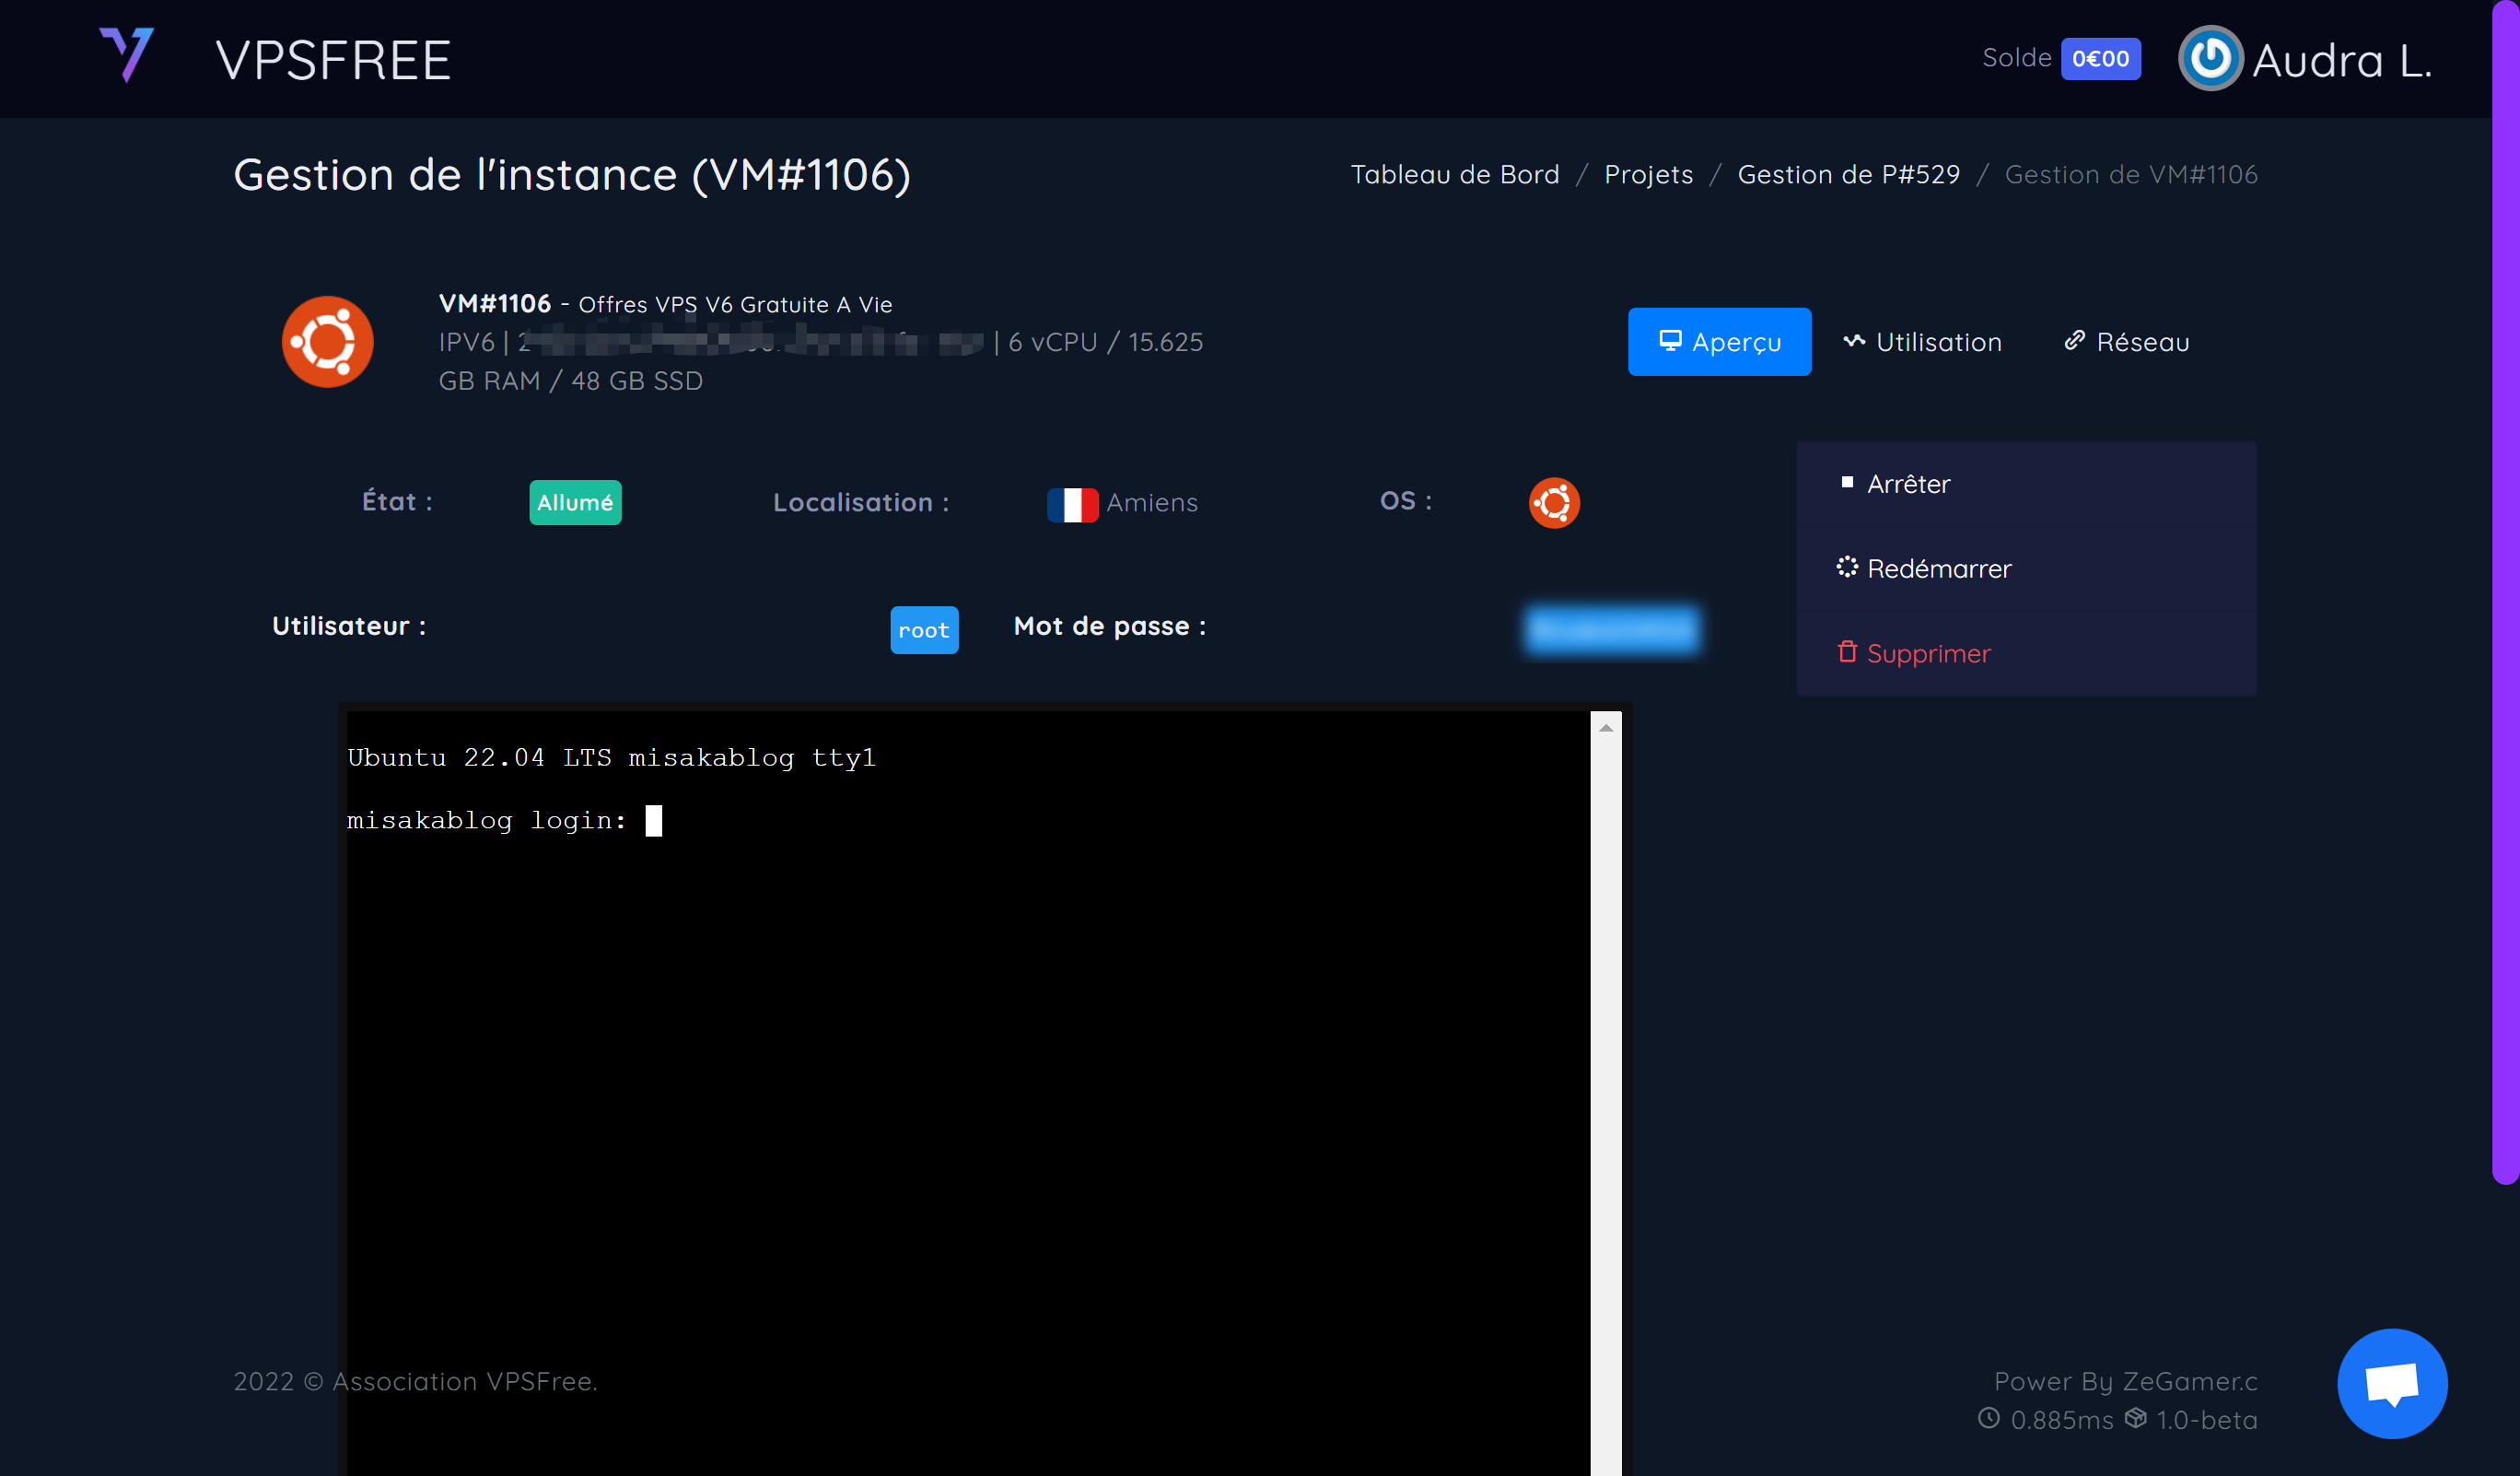 VPSFREE
Solde 0€00 Audra L.
Gestion de l'instance (VM#1106)
Tableau de Bord / Projets / Gestion de P#529 / Gestion de VM#1106
VM#1106 - Offres VPS V6 Gratuite A Vie
IPV6 | | 6 vCPU / 15.625
GB RAM / 48 GB SSD
Aperçu Utilisation Réseau
État : Allumé Localisation : Amiens OS :
Arrêter
Redémarrer
Supprimer
Utilisateur : root Mot de passe :
Ubuntu 22.04 LTS misakablog tty1
misakablog login:
2022 © Association VPSFree.
Power By ZeGamer.c
0.885ms 1.0-beta